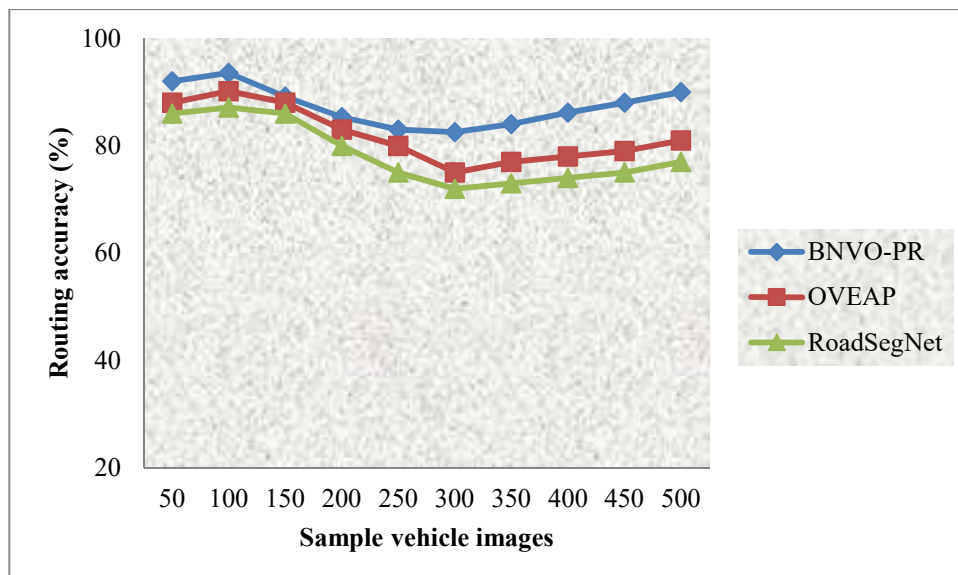 100
80
60
40
20
Routing accuracy (%)
50 100 150 200 250 300 350 400 450 500
Sample vehicle images
BNVO-PR
OVEAP
RoadSegNet